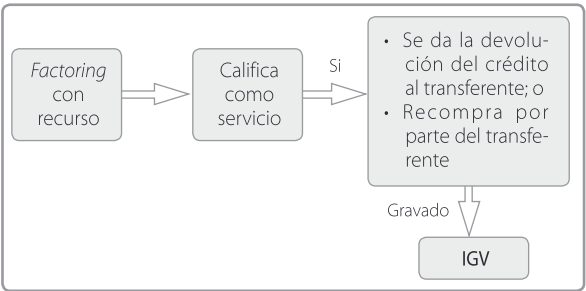 Factoring
con
recurso
Califica
como
servicio
Si
• Se da la devolu-
ción del crédito
al transferente; o
• Recompra por
parte del transfe-
rente
Gravado
IGV